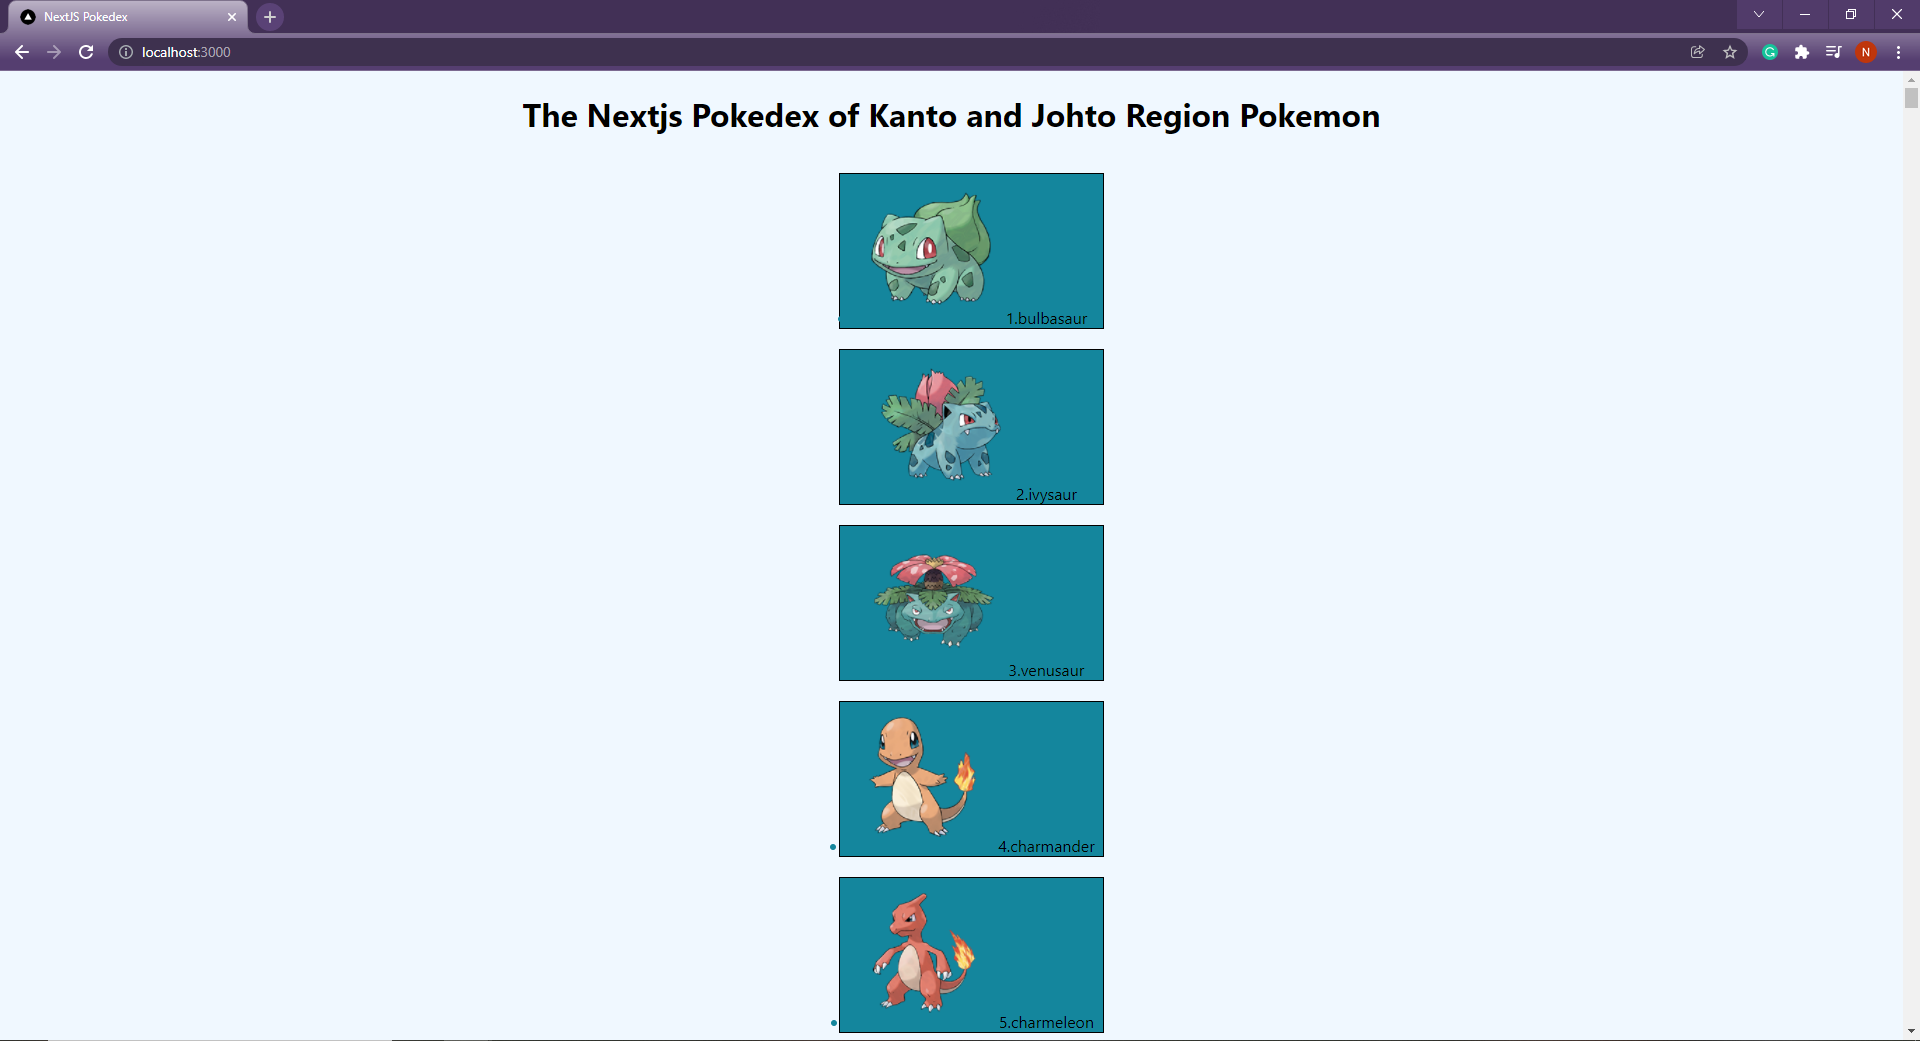 NextJS Pokedex
localhost:3000
N
The Nextjs Pokedex of Kanto and Johto Region Pokemon
1.bulbasaur
2.ivysaur
3.venusaur
4.charmander
5.charmeleon